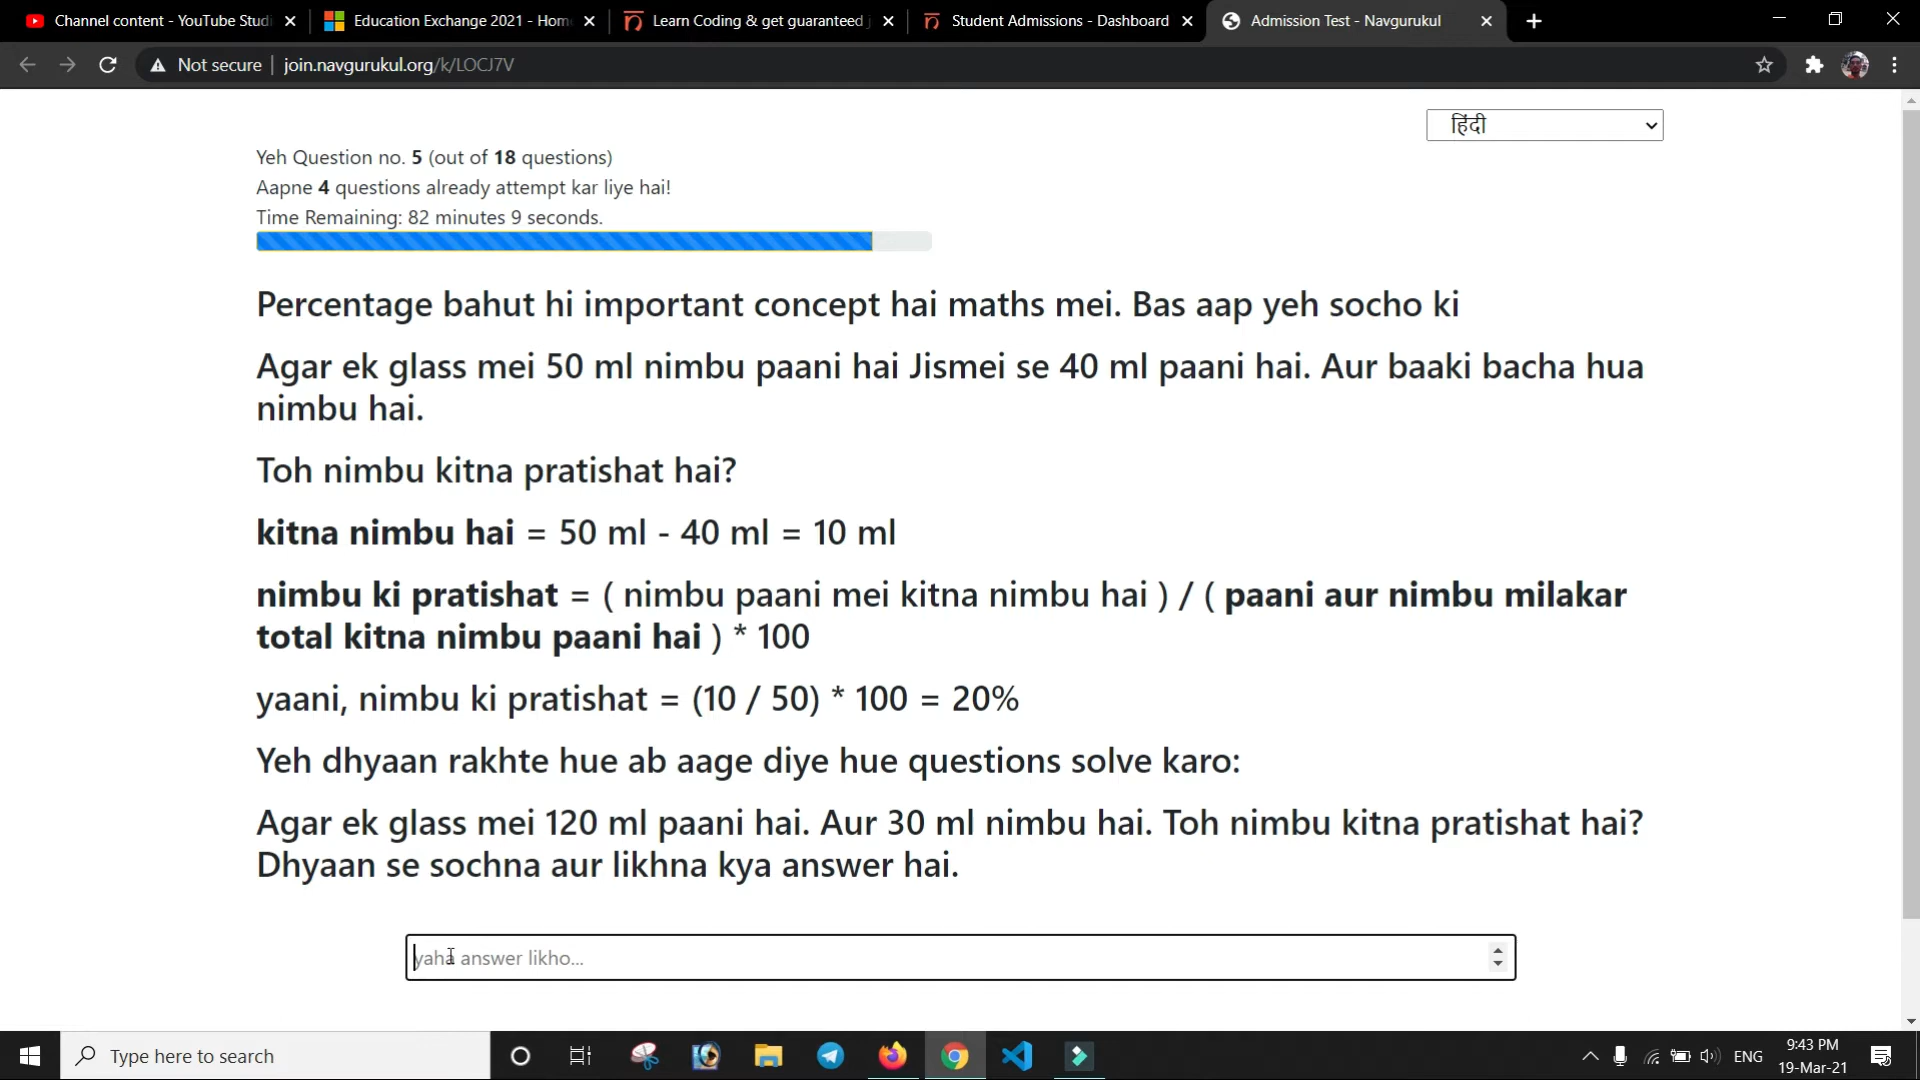 Channel content - YouTube Studi
Education Exchange 2021 - Hom
Learn Coding & get guaranteed j
Student Admissions - Dashboard
Admission Test - Navgurukul
Not secure | join.navgurukul.org/k/LOCJ7V
हिंदी
Yeh Question no. 5 (out of 18 questions)
Aapne 4 questions already attempt kar liye hai!
Time Remaining: 82 minutes 9 seconds.
Percentage bahut hi important concept hai maths mei. Bas aap yeh socho ki
Agar ek glass mei 50 ml nimbu paani hai Jismei se 40 ml paani hai. Aur baaki bacha hua
nimbu hai.
Toh nimbu kitna pratishat hai?
kitna nimbu hai = 50 ml - 40 ml = 10 ml
nimbu ki pratishat = ( nimbu paani mei kitna nimbu hai ) / ( paani aur nimbu milakar
total kitna nimbu paani hai ) * 100
yaani, nimbu ki pratishat = (10 / 50) * 100 = 20%
Yeh dhyaan rakhte hue ab aage diye hue questions solve karo:
Agar ek glass mei 120 ml paani hai. Aur 30 ml nimbu hai. Toh nimbu kitna pratishat hai?
Dhyaan se sochna aur likhna kya answer hai.
yaha answer likho...
Type here to search
ENG
9:43 PM
19-Mar-21